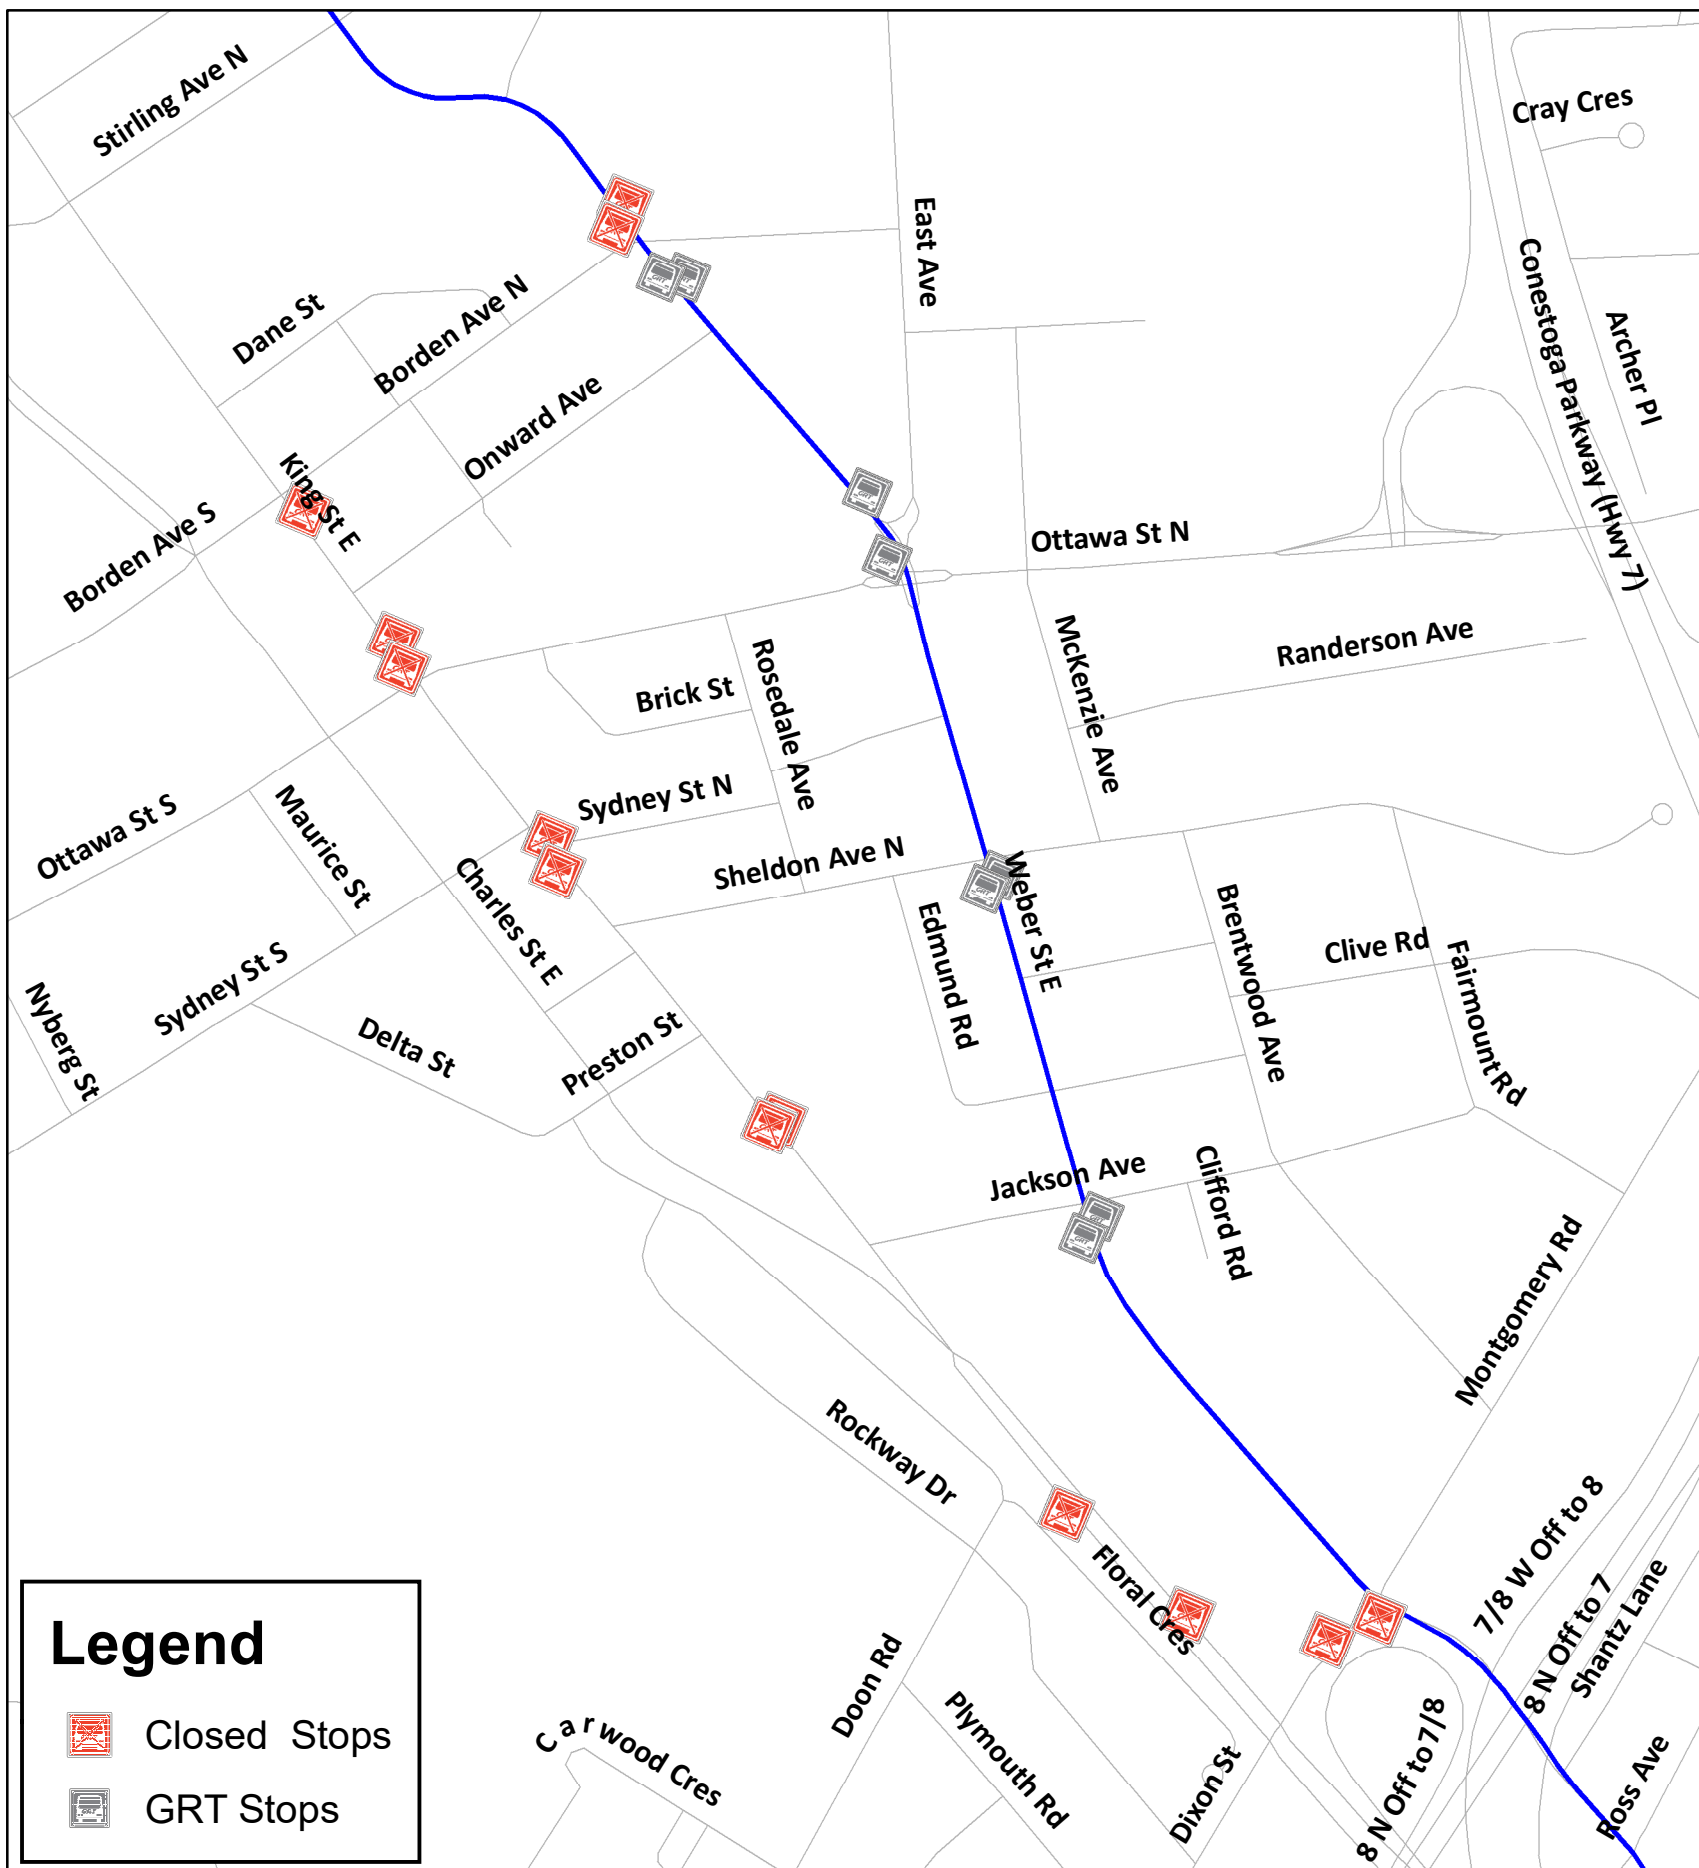 Stirling Ave N
Cray Cres
East Ave
Conestoga Parkway (Hwy 7)
Dane St
Borden Ave N
Archer Pl
Onward Ave
King St E
Borden Ave S
Ottawa St N
McKenzie Ave
Randerson Ave
Rosedale Ave
Brick St
Sydney St N
Ottawa St S
Maurice St
Sheldon Ave N
Weber St E
Charles St E
Edmund Rd
Brentwood Ave
Clive Rd
Fairmount Rd
Sydney St S
Nyberg St
Delta St
Preston St
Jackson Ave
Clifford Rd
Montgomery Rd
Rockway Dr
Floral Cres
7/8 W Off to 8
8 N Off to 7
Shantz Lane
Doon Rd
Plymouth Rd
Dixon St
8 N Off to 7/8
Ross Ave
Carwood Cres
Legend
Closed Stops
GRT Stops